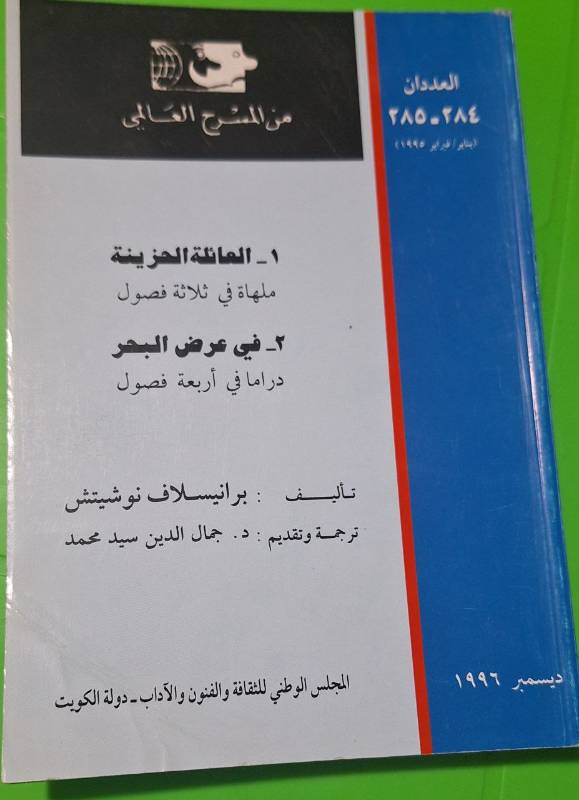 العددان
٢٨٤ - ٢٨٥
(يناير/ فبراير ١٩٩٥)
من المسرح العالمي
١ - العائلة الحزينة
ملهاة في ثلاثة فصول
٢ - في عرض البحر
دراما في أربعة فصول
تأليف : برانيسلاف نوشيتش
ترجمة وتقديم : د. جمال الدين سيد محمد
المجلس الوطني للثقافة والفنون والآداب - دولة الكويت
ديسمبر ١٩٩٦